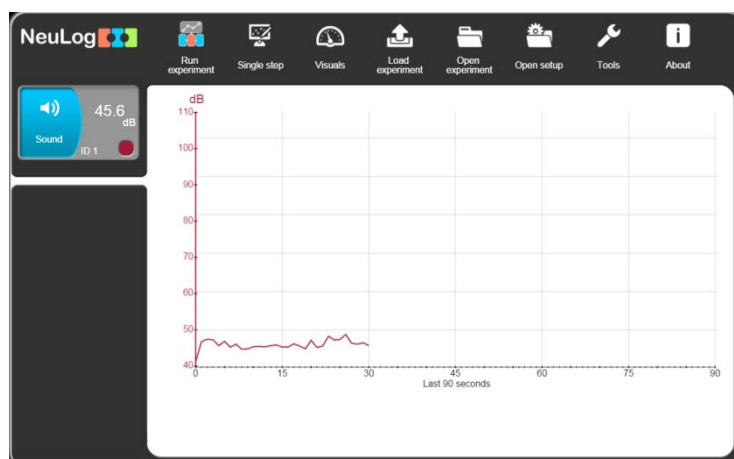 NeuLog
Run
experiment
Single step
Visuals
Load
experiment
Open
experiment
Open setup
Tools
About
45.6
dB
Sound
ID 1
dB
110
100
90
80
70
60
50
40
0 15 30 45 60 75 90
Last 90 seconds